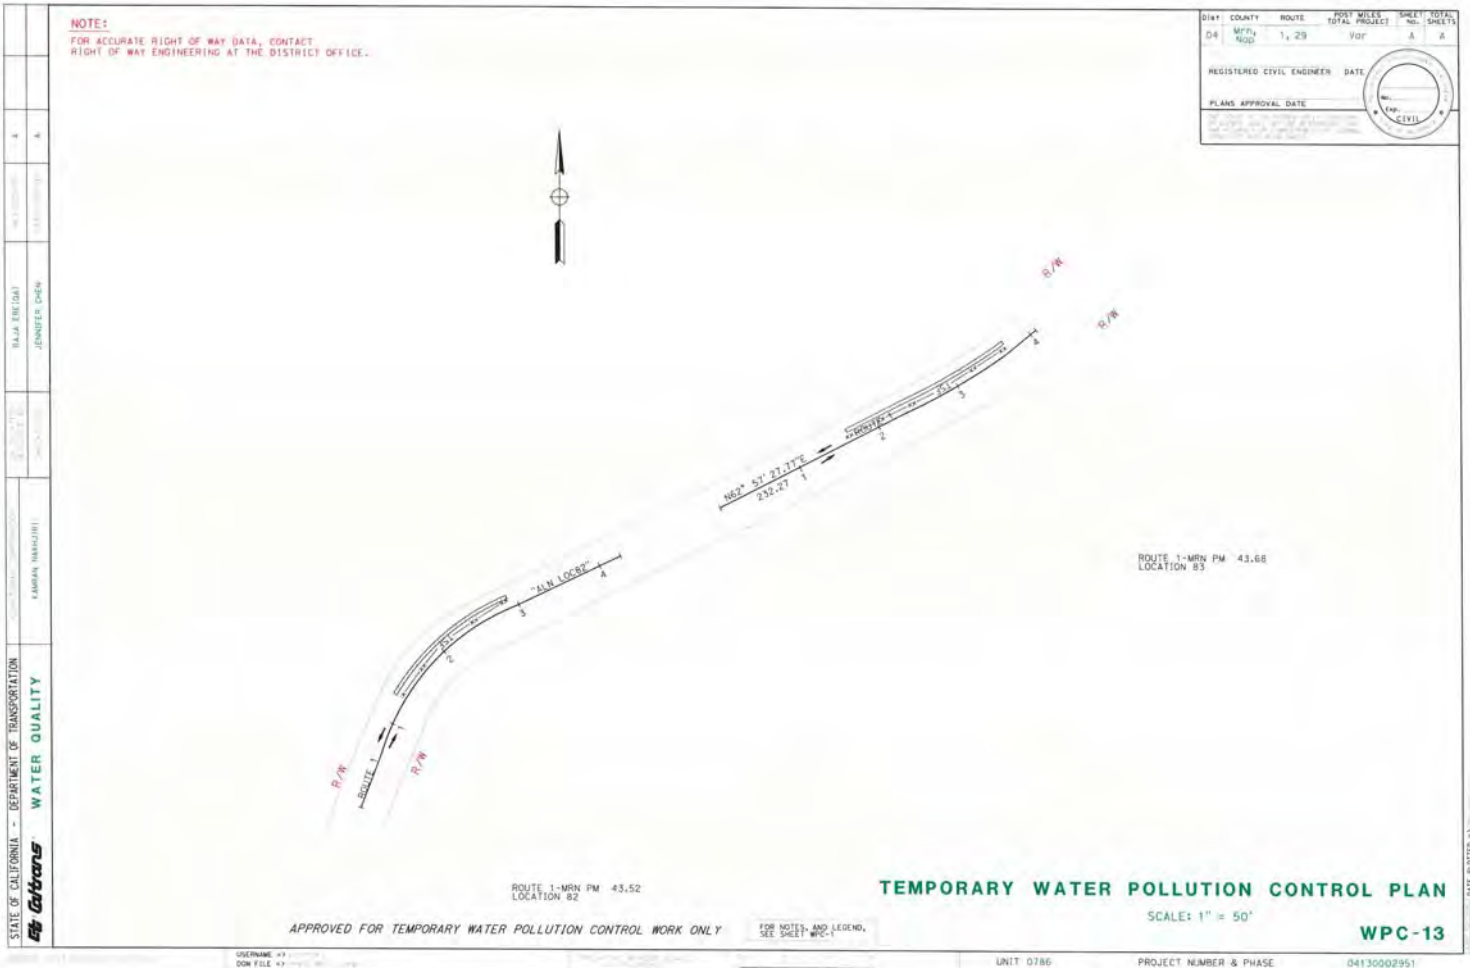 NOTE:
FOR ACCURATE RIGHT OF WAY DATA, CONTACT
RIGHT OF WAY ENGINEERING AT THE DISTRICT OFFICE.
Dist COUNTY ROUTE POST MILES TOTAL PROJECT SHEET No. TOTAL SHEETS
04 Mrn, Nap 1, 29 Var
REGISTERED CIVIL ENGINEER DATE
PLANS APPROVAL DATE
No.
Exp.
CIVIL
R/W
R/W
4
3
2
1
N62° 57' 27.77"E
232.27
ROUTE 1-MRN PM 43.68
LOCATION 83
"ALN LOC82"
4
3
2
1
ROUTE 1
R/W
R/W
ROUTE 1-MRN PM 43.52
LOCATION 82
APPROVED FOR TEMPORARY WATER POLLUTION CONTROL WORK ONLY
FOR NOTES, AND LEGEND,
SEE SHEET WPC-1
TEMPORARY WATER POLLUTION CONTROL PLAN
SCALE: 1" = 50'
WPC-13
STATE OF CALIFORNIA - DEPARTMENT OF TRANSPORTATION
Caltrans WATER QUALITY
JENNIFER CHEN
USERNAME =>
DGN FILE =>
UNIT 0786
PROJECT NUMBER & PHASE
04130002951